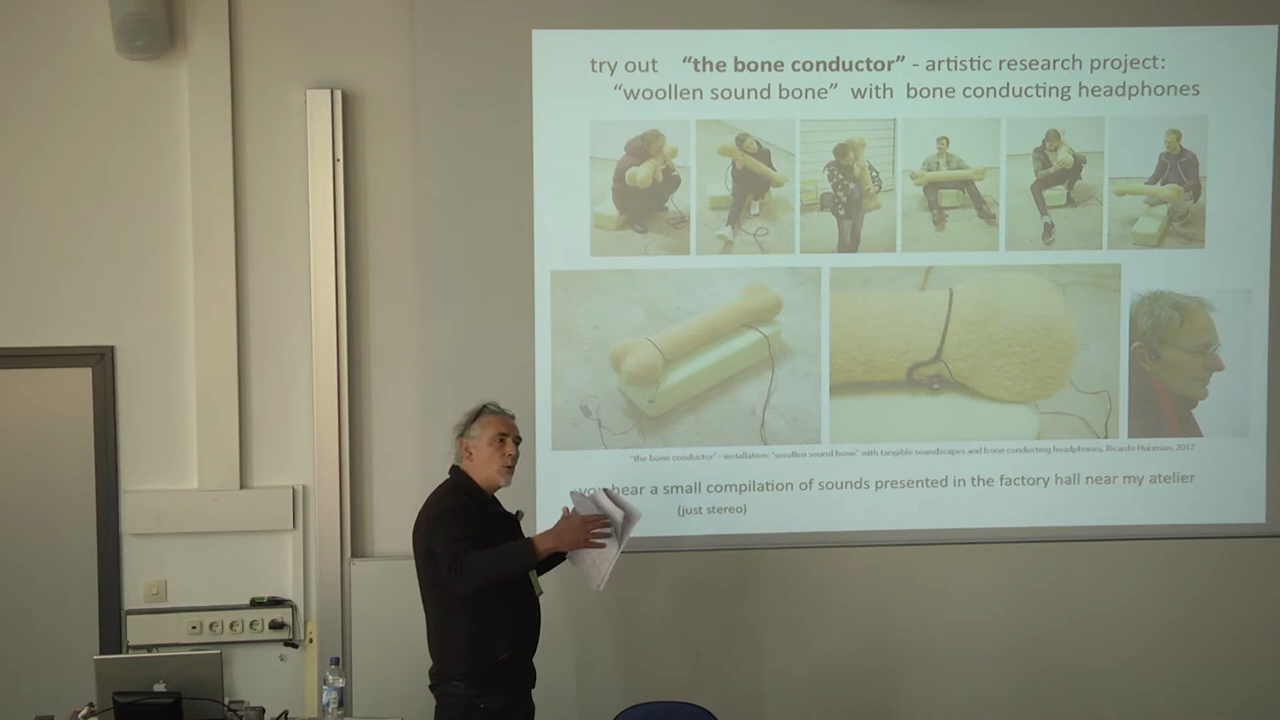 try out “the bone conductor” - artistic research project:
“woollen sound bone” with bone conducting headphones
“the bone conductor” - installation: “woollen sound bone” with tangible soundscapes and bone conducting headphones, Ricardo Huisman, 2017
you hear a small compilation of sounds presented in the factory hall near my atelier
(just stereo)